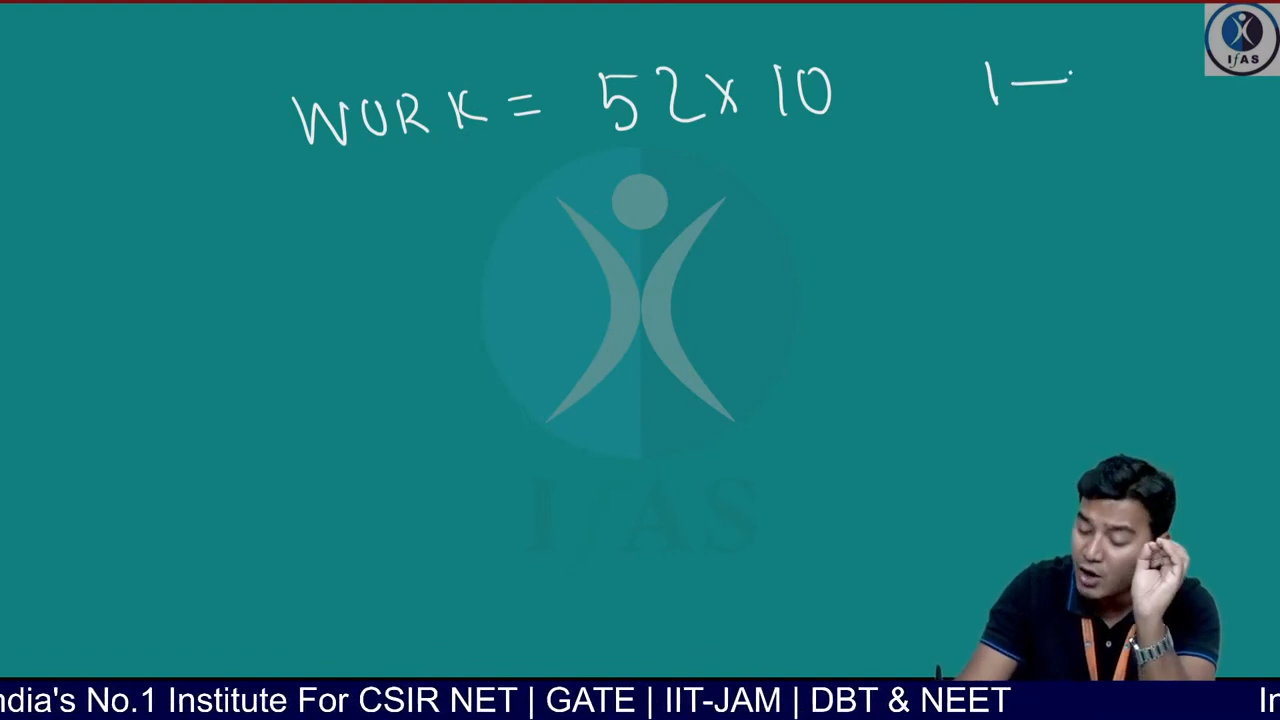 IfAS
WORK = 52 x 10 1 —
IfAS
ndia's No.1 Institute For CSIR NET | GATE | IIT-JAM | DBT & NEET In